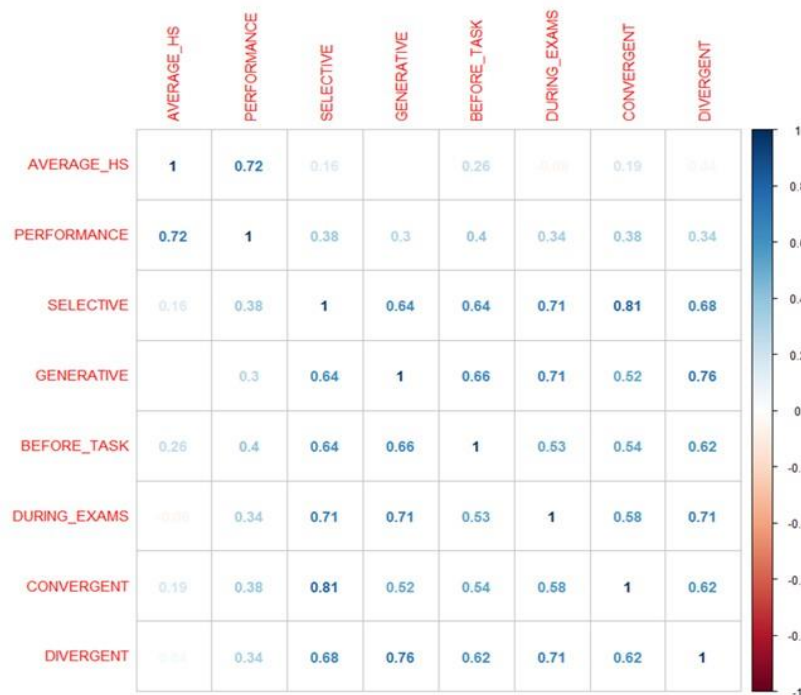 AVERAGE_HS PERFORMANCE SELECTIVE GENERATIVE BEFORE_TASK DURING_EXAMS CONVERGENT DIVERGENT
AVERAGE_HS 1 0.72 0.16 0.26 0.19
PERFORMANCE 0.72 1 0.38 0.3 0.4 0.34 0.38 0.34
SELECTIVE 0.16 0.38 1 0.64 0.64 0.71 0.81 0.68
GENERATIVE 0.3 0.64 1 0.66 0.71 0.52 0.76
BEFORE_TASK 0.26 0.4 0.64 0.66 1 0.53 0.54 0.62
DURING_EXAMS 0.34 0.71 0.71 0.53 1 0.58 0.71
CONVERGENT 0.19 0.38 0.81 0.52 0.54 0.58 1 0.62
DIVERGENT 0.34 0.68 0.76 0.62 0.71 0.62 1
1
0.
0.
0.
0.2
0
-0.
-0.
-0.
-0.
-1